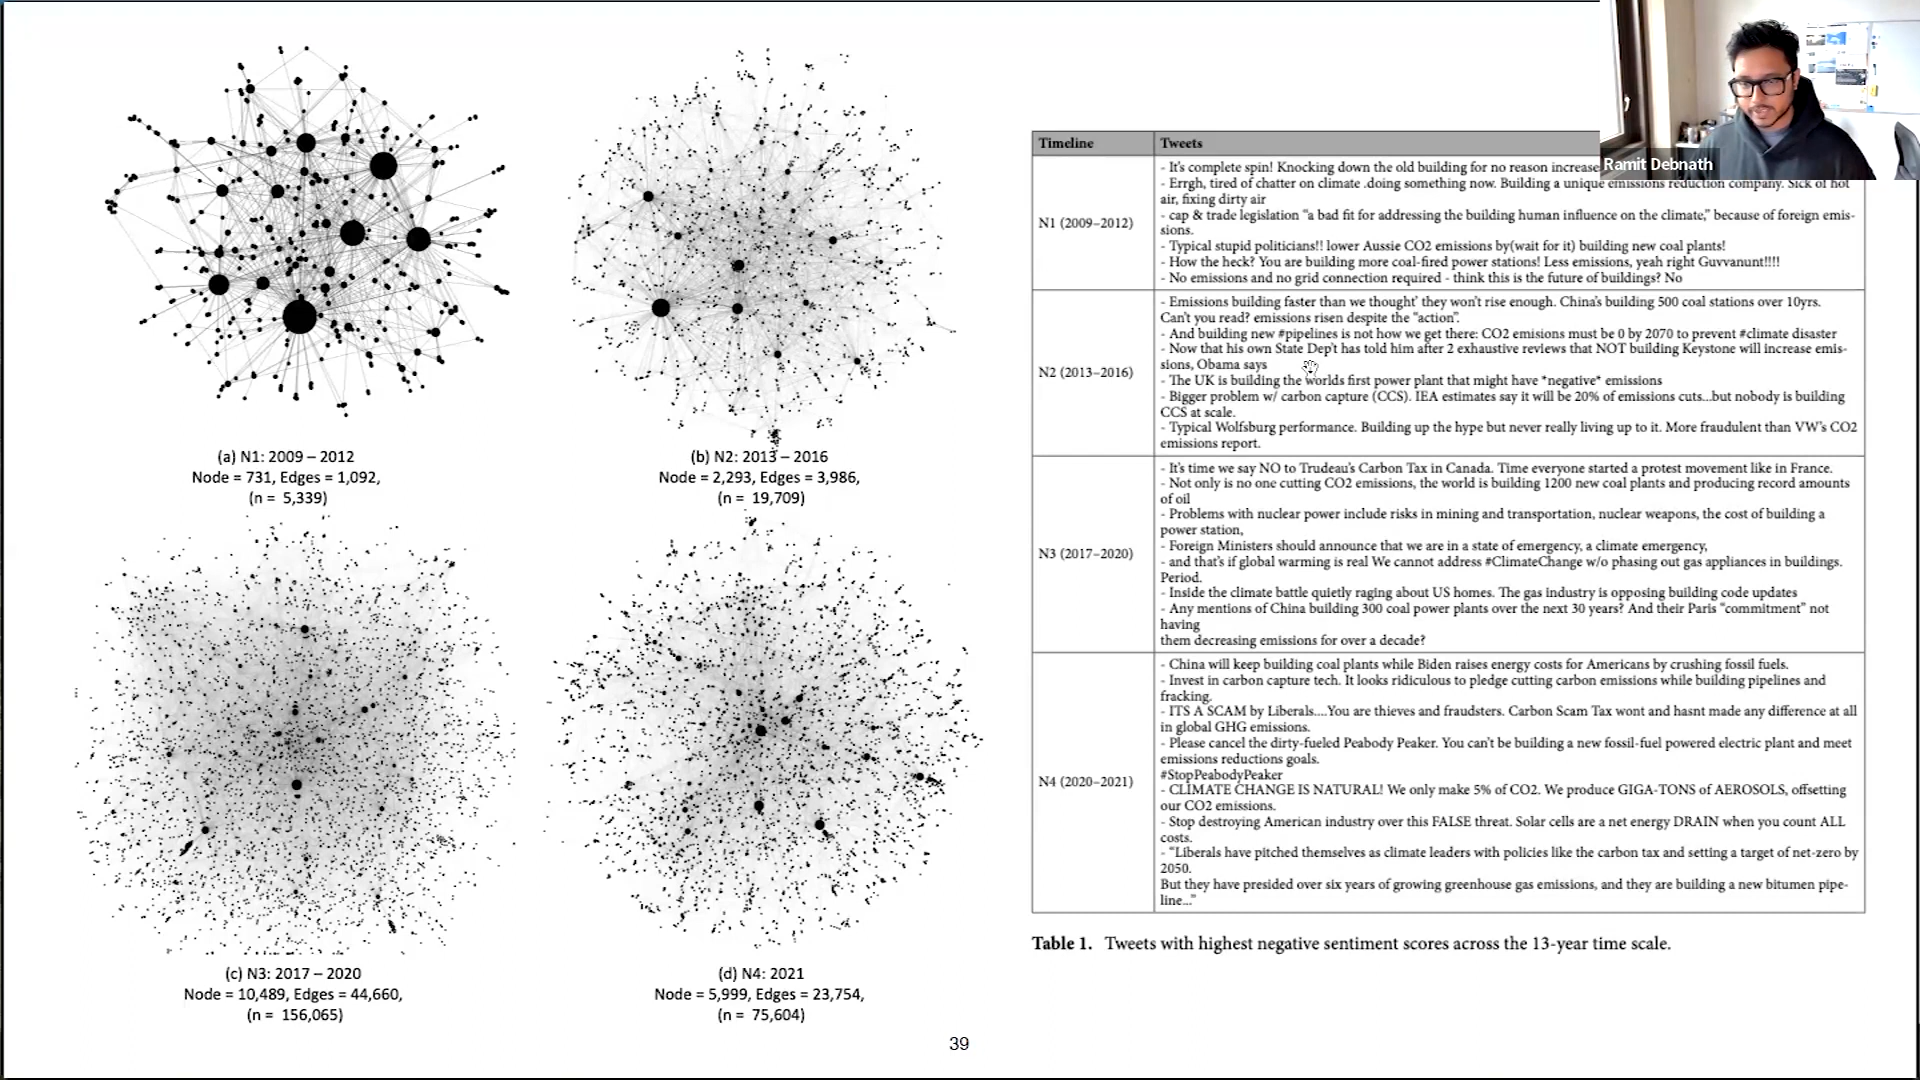 (a) N1: 2009 – 2012
Node = 731, Edges = 1,092,
(n = 5,339)
(b) N2: 2013 – 2016
Node = 2,293, Edges = 3,986,
(n = 19,709)
(c) N3: 2017 – 2020
Node = 10,489, Edges = 44,660,
(n = 156,065)
(d) N4: 2021
Node = 5,999, Edges = 23,754,
(n = 75,604)
Timeline
Tweets
N1 (2009–2012)
- It's complete spin! Knocking down the old building for no reason increase
- Errgh, tired of chatter on climate .doing something now. Building a unique emissions reduction company. Sick of hot
air, fixing dirty air
- cap & trade legislation "a bad fit for addressing the building human influence on the climate," because of foreign emis-
sions.
- Typical stupid politicians!! lower Aussie CO2 emissions by(wait for it) building new coal plants!
- How the heck? You are building more coal-fired power stations! Less emissions, yeah right Guvvanunt!!!!
- No emissions and no grid connection required - think this is the future of buildings? No
N2 (2013–2016)
- Emissions building faster than we thought' they won't rise enough. China's building 500 coal stations over 10yrs.
Can't you read? emissions risen despite the "action".
- And building new #pipelines is not how we get there: CO2 emisions must be 0 by 2070 to prevent #climate disaster
- Now that his own State Dep't has told him after 2 exhaustive reviews that NOT building Keystone will increase emis-
sions, Obama says
- The UK is building the worlds first power plant that might have *negative* emissions
- Bigger problem w/ carbon capture (CCS). IEA estimates say it will be 20% of emissions cuts...but nobody is building
CCS at scale.
- Typical Wolfsburg performance. Building up the hype but never really living up to it. More fraudulent than VW's CO2
emissions report.
N3 (2017–2020)
- It's time we say NO to Trudeau's Carbon Tax in Canada. Time everyone started a protest movement like in France.
- Not only is no one cutting CO2 emissions, the world is building 1200 new coal plants and producing record amounts
of oil
- Problems with nuclear power include risks in mining and transportation, nuclear weapons, the cost of building a
power station,
- Foreign Ministers should announce that we are in a state of emergency, a climate emergency,
- and that's if global warming is real We cannot address #ClimateChange w/o phasing out gas appliances in buildings.
Period.
- Inside the climate battle quietly raging about US homes. The gas industry is opposing building code updates
- Any mentions of China building 300 coal power plants over the next 30 years? And their Paris "commitment" not
having
them decreasing emissions for over a decade?
N4 (2020–2021)
- China will keep building coal plants while Biden raises energy costs for Americans by crushing fossil fuels.
- Invest in carbon capture tech. It looks ridiculous to pledge cutting carbon emissions while building pipelines and
fracking.
- ITS A SCAM by Liberals....You are thieves and fraudsters. Carbon Scam Tax wont and hasnt made any difference at all
in global GHG emissions.
- Please cancel the dirty-fueled Peabody Peaker. You can't be building a new fossil-fuel powered electric plant and meet
emissions reductions goals.
#StopPeabodyPeaker
- CLIMATE CHANGE IS NATURAL! We only make 5% of CO2. We produce GIGA-TONS of AEROSOLS, offsetting
our CO2 emissions.
- Stop destroying American industry over this FALSE threat. Solar cells are a net energy DRAIN when you count ALL
costs.
- "Liberals have pitched themselves as climate leaders with policies like the carbon tax and setting a target of net-zero by
2050.
But they have presided over six years of growing greenhouse gas emissions, and they are building a new bitumen pipe-
line..."
Table 1. Tweets with highest negative sentiment scores across the 13-year time scale.
39
Ramit Debnath